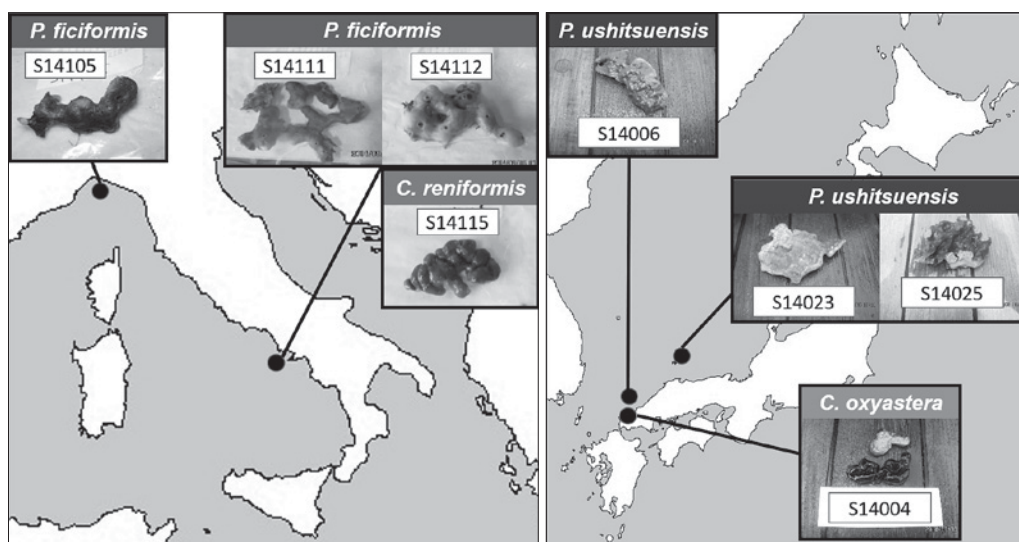 P. ficiformis
S14105
P. ficiformis
S14111
S14112
C. reniformis
S14115
P. ushitsuensis
S14006
P. ushitsuensis
S14023
S14025
C. oxyastera
S14004